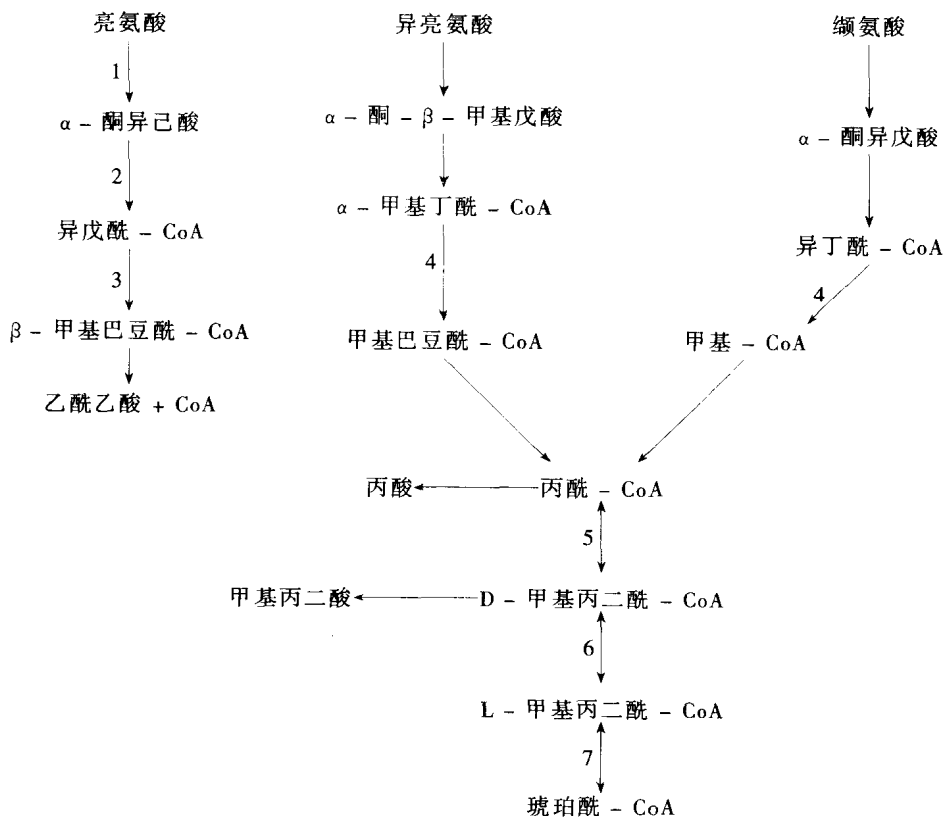 亮氨酸 异亮氨酸 缬氨酸
1
α - 酮异己酸 α - 酮 - β - 甲基戊酸 α - 酮异戊酸
2
异戊酰 - CoA α - 甲基丁酰 - CoA 异丁酰 - CoA
3 4 4
β - 甲基巴豆酰 - CoA 甲基巴豆酰 - CoA 甲基 - CoA
乙酰乙酸 + CoA
丙酸 丙酰 - CoA
5
甲基丙二酸 D - 甲基丙二酰 - CoA
6
L - 甲基丙二酰 - CoA
7
琥珀酰 - CoA